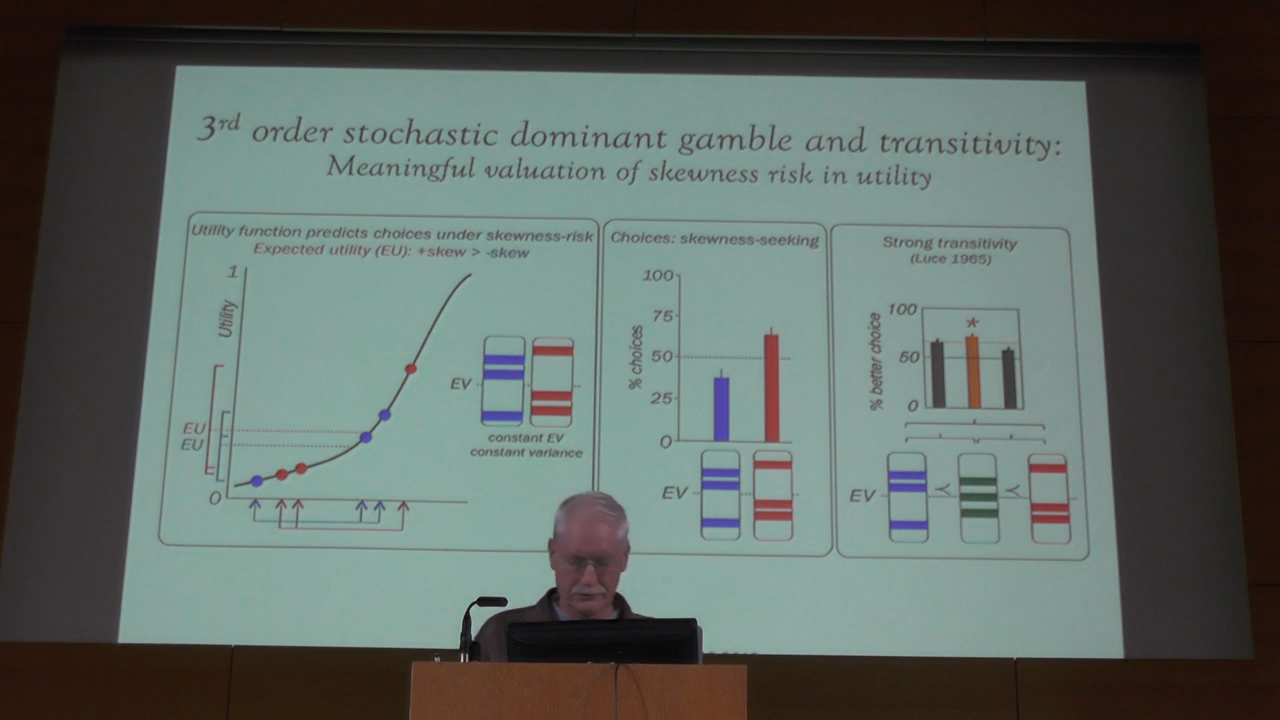 3rd order stochastic dominant gamble and transitivity:
Meaningful valuation of skewness risk in utility
Utility function predicts choices under skewness-risk
Expected utility (EU): +skew > -skew
1
Utility
EU
EU
0
EV
constant EV
constant variance
Choices: skewness-seeking
100
75
50
25
0
% choices
EV
Strong transitivity
(Luce 1965)
100
50
0
% better choice
*
EV